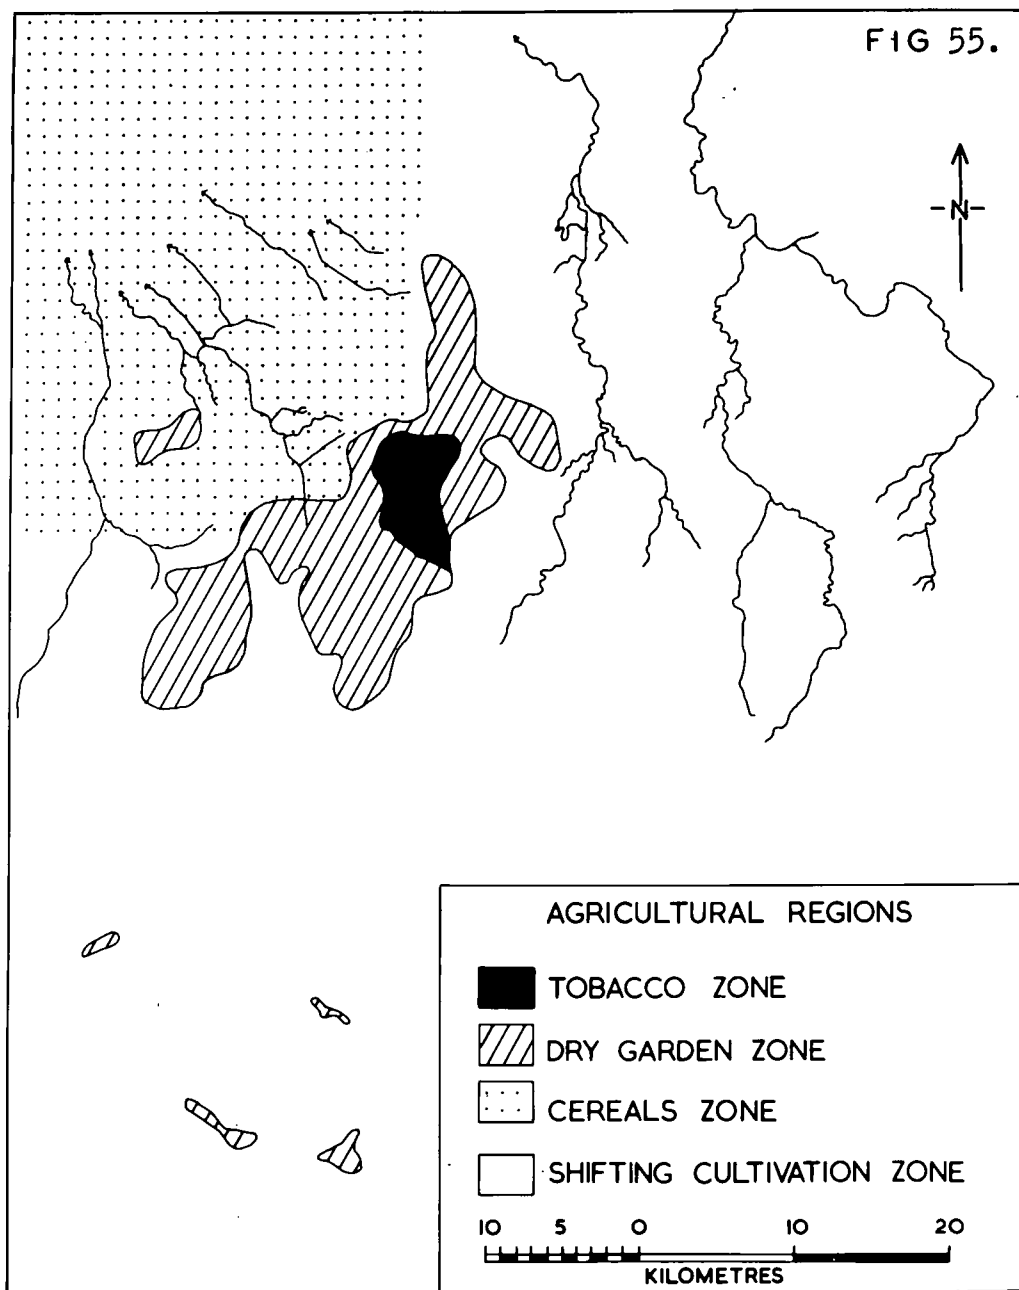 FIG 55.
-N-
AGRICULTURAL REGIONS
TOBACCO ZONE
DRY GARDEN ZONE
CEREALS ZONE
SHIFTING CULTIVATION ZONE
10 5 0 10 20
KILOMETRES